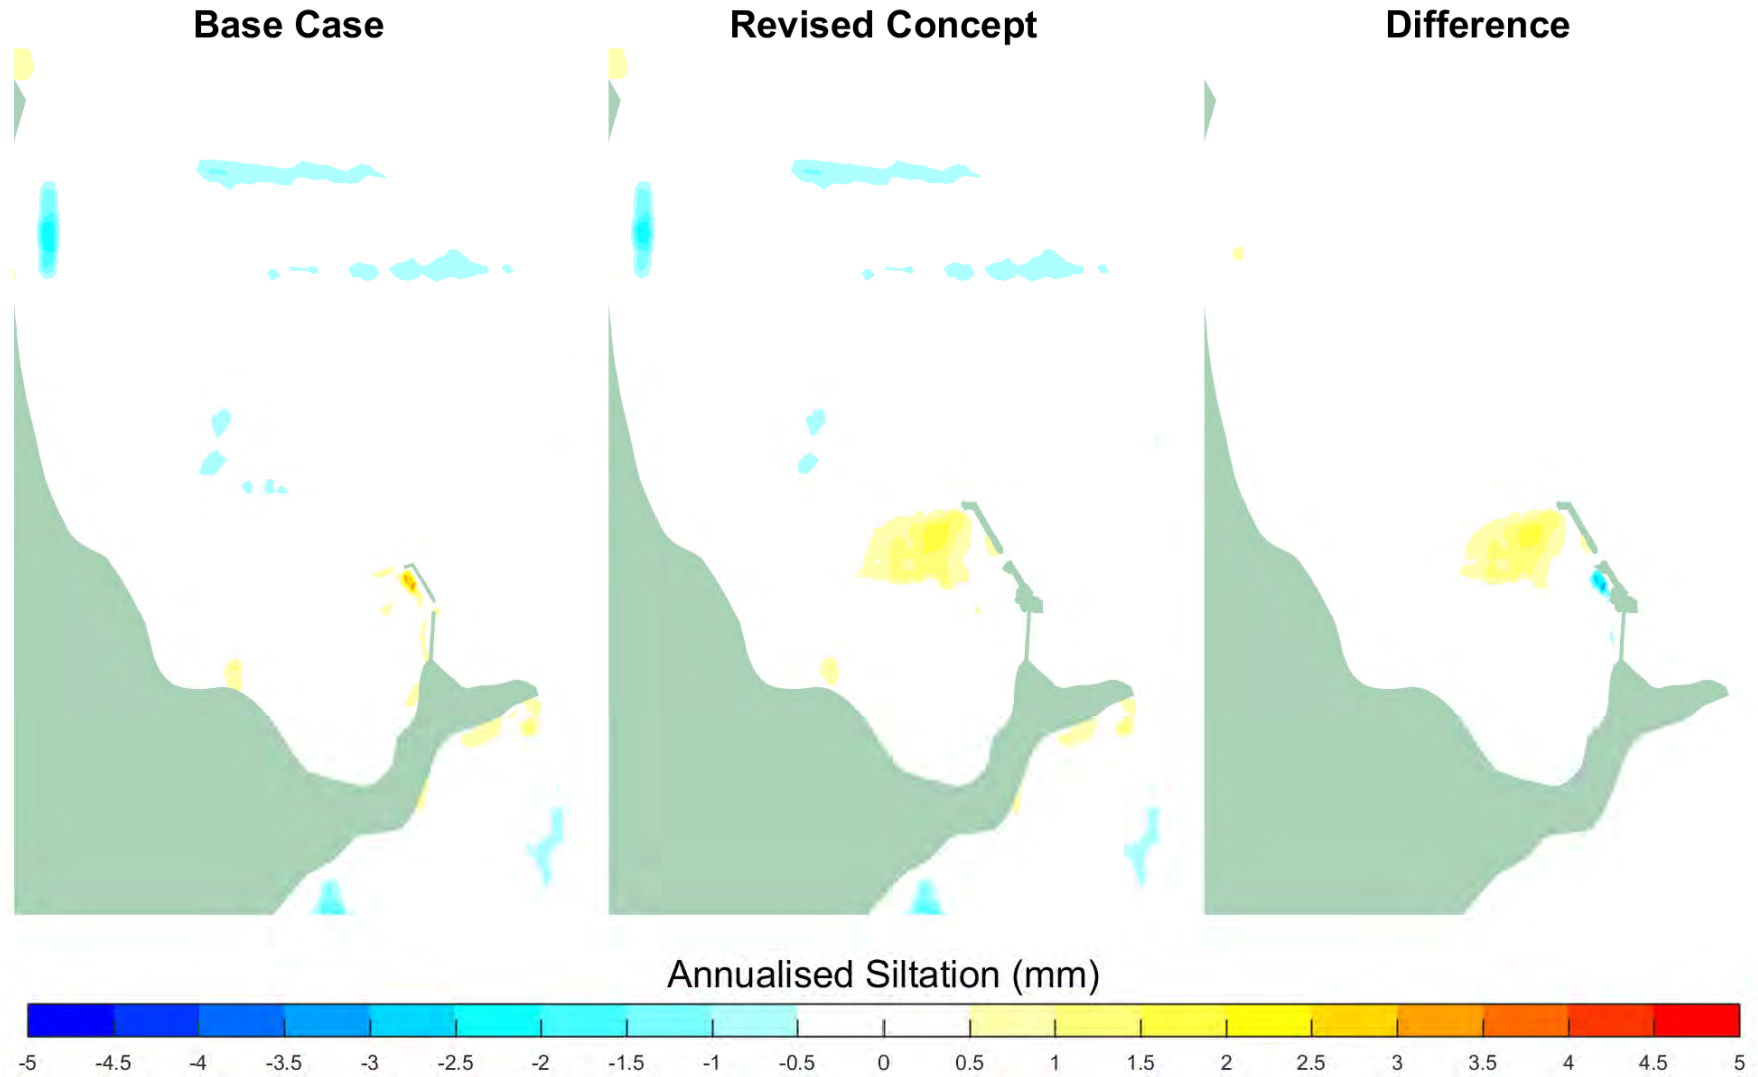 Base Case Revised Concept Difference
Annualised Siltation (mm)
-5 -4.5 -4 -3.5 -3 -2.5 -2 -1.5 -1 -0.5 0 0.5 1 1.5 2 2.5 3 3.5 4 4.5 5